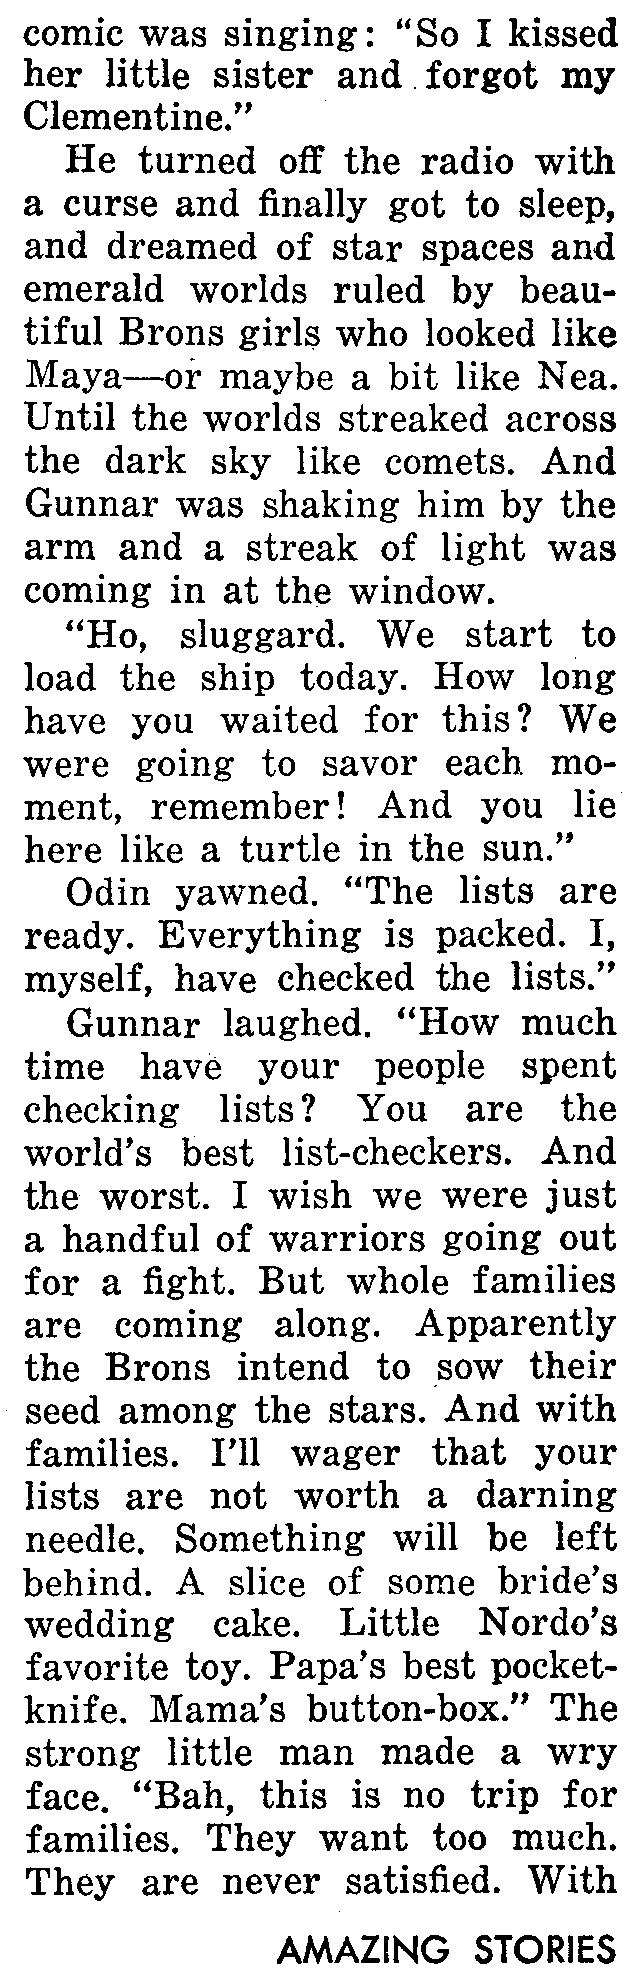 comic was singing: “So I kissed
her little sister and forgot my
Clementine.”
He turned off the radio with
a curse and finally got to sleep,
and dreamed of star spaces and
emerald worlds ruled by beau-
tiful Brons girls who looked like
Maya—or maybe a bit like Nea.
Until the worlds streaked across
the dark sky like comets. And
Gunnar was shaking him by the
arm and a streak of light was
coming in at the window.
“Ho, sluggard. We start to
load the ship today. How long
have you waited for this? We
were going to savor each mo-
ment, remember! And you lie
here like a turtle in the sun.”
Odin yawned. “The lists are
ready. Everything is packed. I,
myself, have checked the lists.”
Gunnar laughed. “How much
time have your people spent
checking lists? You are the
world’s best list-checkers. And
the worst. I wish we were just
a handful of warriors going out
for a fight. But whole families
are coming along. Apparently
the Brons intend to sow their
seed among the stars. And with
families. I’ll wager that your
lists are not worth a darning
needle. Something will be left
behind. A slice of some bride’s
wedding cake. Little Nordo’s
favorite toy. Papa’s best pocket-
knife. Mama’s button-box.” The
strong little man made a wry
face. “Bah, this is no trip for
families. They want too much.
They are never satisfied. With
AMAZING STORIES